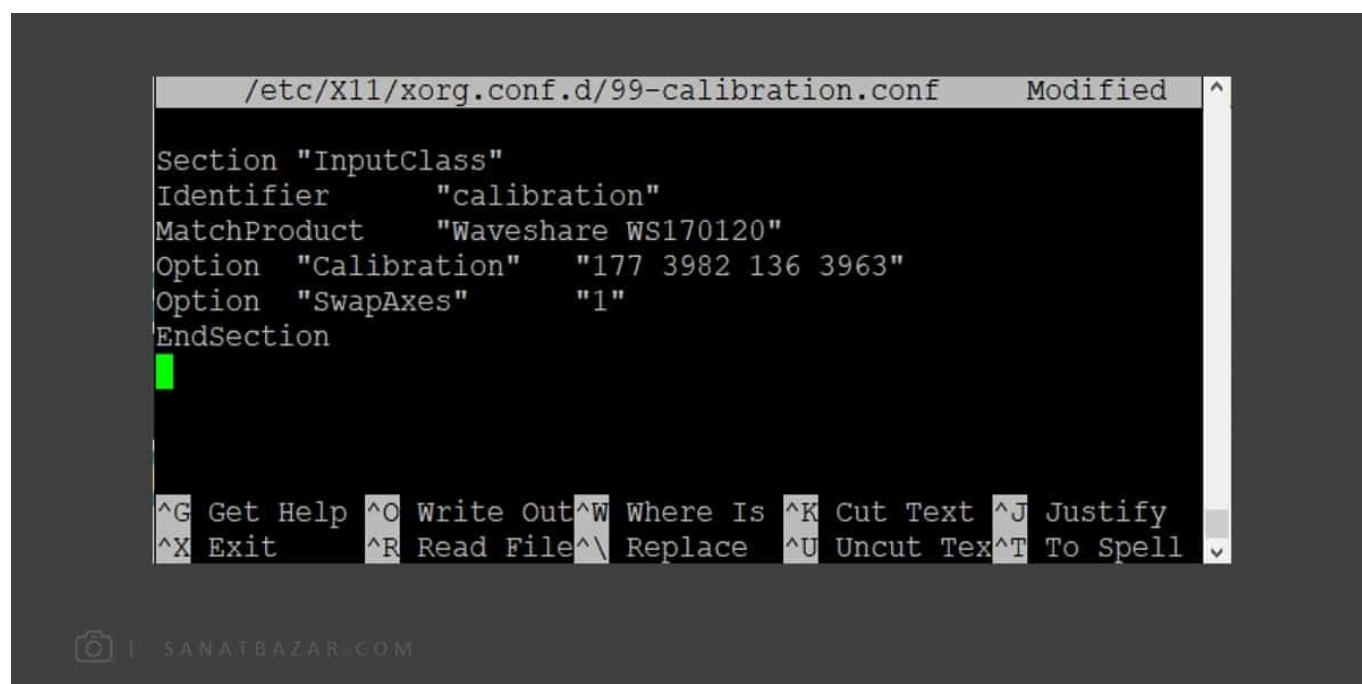 /etc/X11/xorg.conf.d/99-calibration.conf Modified
Section "InputClass"
Identifier "calibration"
MatchProduct "Waveshare WS170120"
Option "Calibration" "177 3982 136 3963"
Option "SwapAxes" "1"
EndSection
^G Get Help ^O Write Out^W Where Is ^K Cut Text ^J Justify
^X Exit ^R Read File^\ Replace ^U Uncut Tex^T To Spell
SANATBAZAR.COM